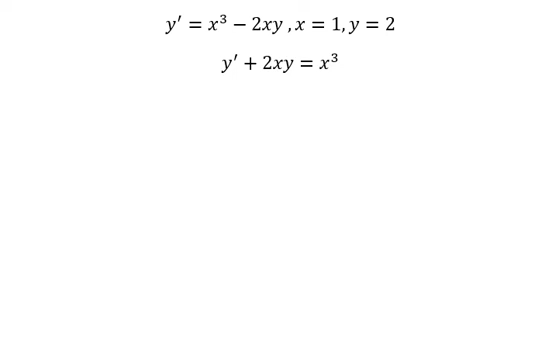 y′ = x³ − 2xy , x = 1, y = 2
y′ + 2xy = x³